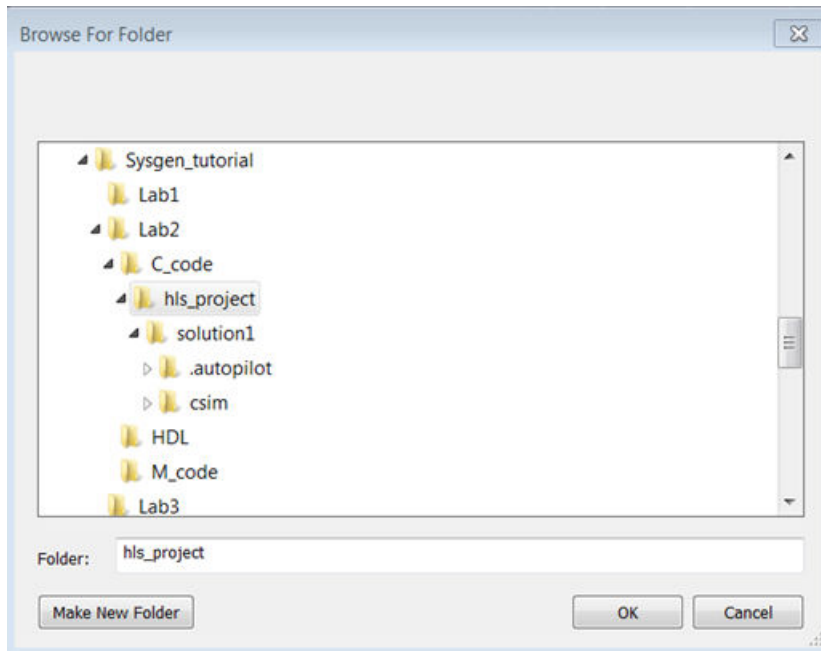 Browse For Folder
Sysgen_tutorial
Lab1
Lab2
C_code
hls_project
solution1
.autopilot
csim
HDL
M_code
Lab3
Folder: hls_project
Make New Folder OK Cancel